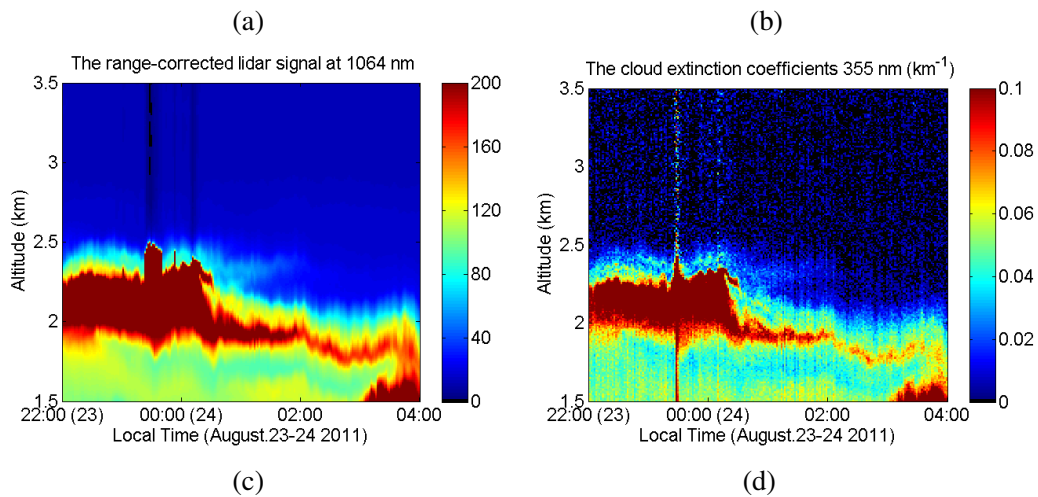 (a) (b)
The range-corrected lidar signal at 1064 nm
The cloud extinction coefficients 355 nm (km⁻¹)
3.5
3
2.5
2
1.5
Altitude (km)
22:00 (23) 00:00 (24) 02:00 04:00
Local Time (August.23-24 2011)
200
160
120
80
40
0
3.5
3
2.5
2
1.5
Altitude (km)
22:00 (23) 00:00 (24) 02:00 04:00
Local Time (August.23-24 2011)
0.1
0.08
0.06
0.04
0.02
0
(c) (d)